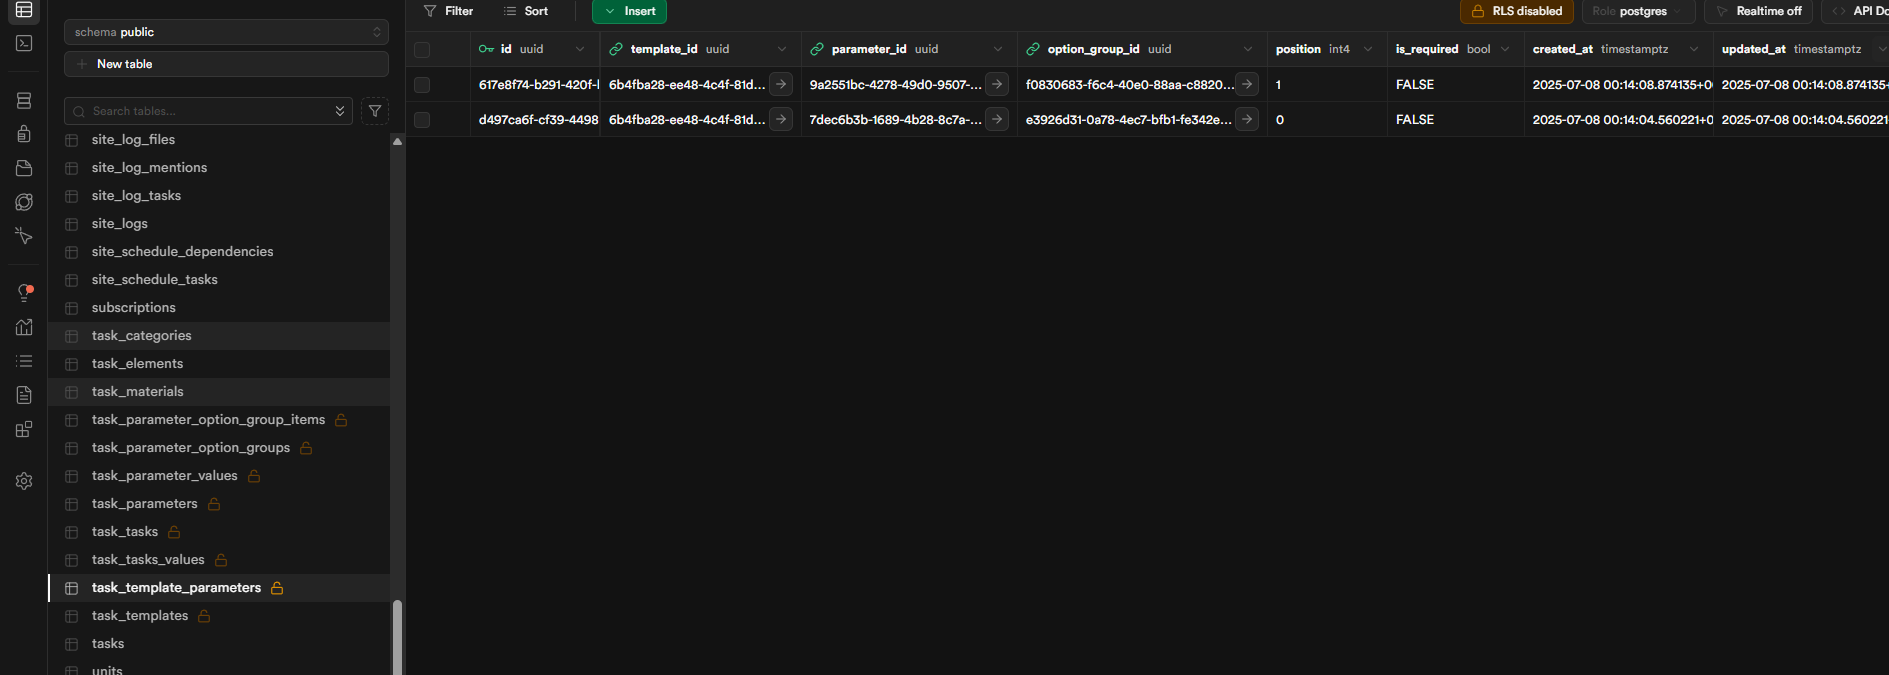 schema public
New table
Search tables...
site_log_files
site_log_mentions
site_log_tasks
site_logs
site_schedule_dependencies
site_schedule_tasks
subscriptions
task_categories
task_elements
task_materials
task_parameter_option_group_items
task_parameter_option_groups
task_parameter_values
task_parameters
task_tasks
task_tasks_values
task_template_parameters
task_templates
tasks
units
Filter Sort Insert RLS disabled Role postgres Realtime off API Do
id uuid template_id uuid parameter_id uuid option_group_id uuid position int4 is_required bool created_at timestamptz updated_at timestamptz
617e8f74-b291-420f- 6b4fba28-ee48-4c4f-81d... 9a2551bc-4278-49d0-9507-... f0830683-f6c4-40e0-88aa-c8820... 1 FALSE 2025-07-08 00:14:08.874135+0 2025-07-08 00:14:08.874135+
d497ca6f-cf39-4498 6b4fba28-ee48-4c4f-81d... 7dec6b3b-1689-4b28-8c7a-... e3926d31-0a78-4ec7-bfb1-fe342e... 0 FALSE 2025-07-08 00:14:04.560221+0 2025-07-08 00:14:04.560221